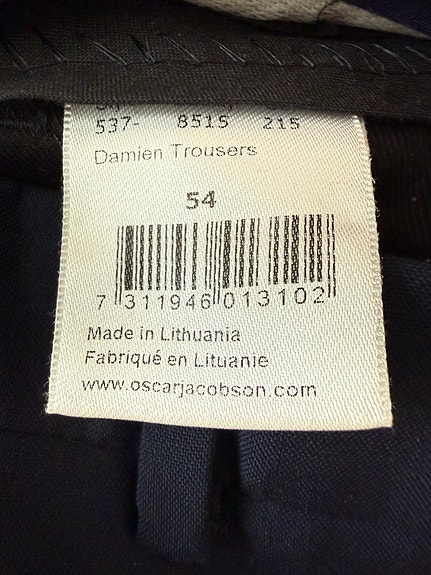 537- 8515 215
Damien Trousers
54
7 311946 013102
Made in Lithuania
Fabriqué en Lituanie
www.oscarjacobson.com